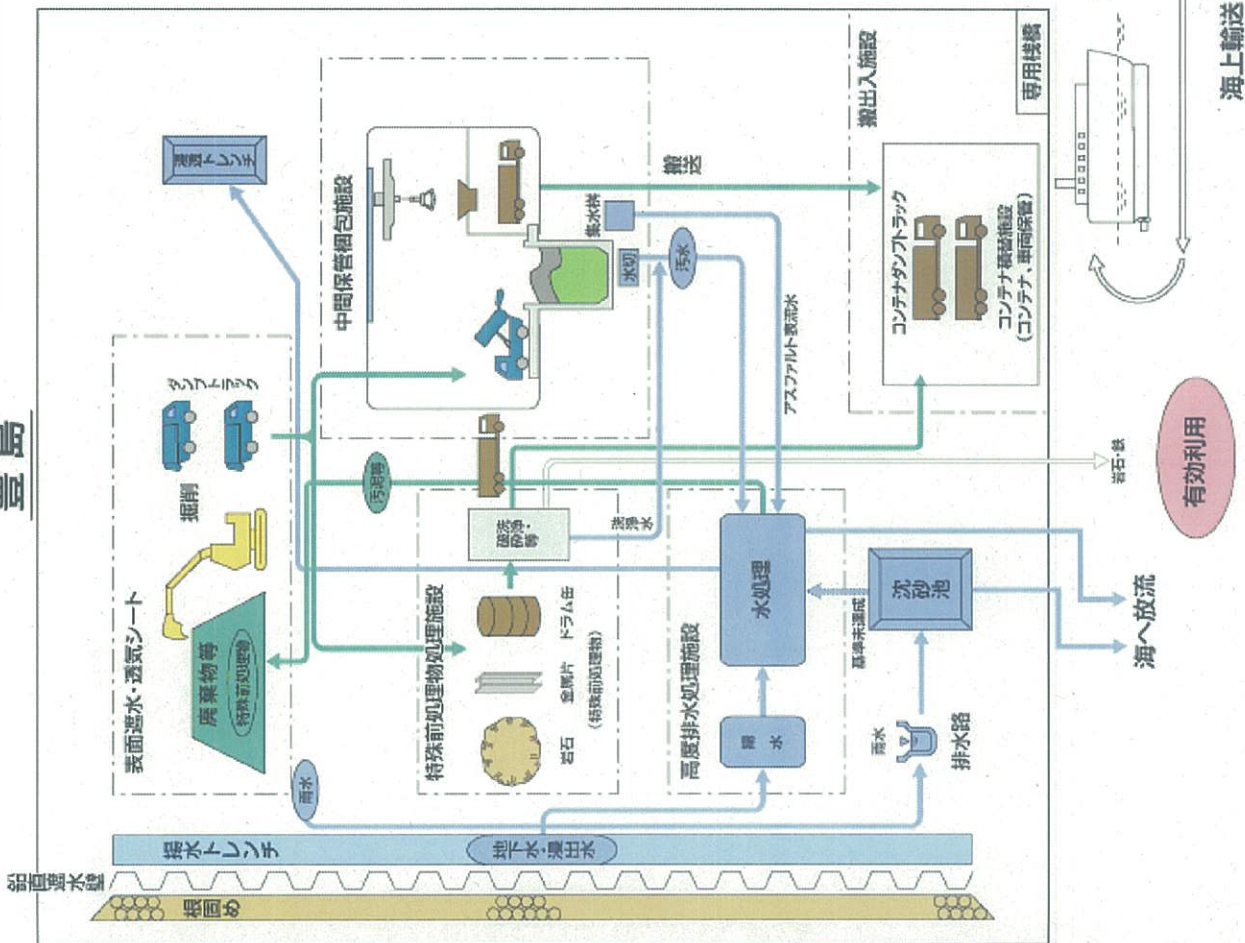 豊島
鉛直遮水壁
根固め
揚水トレンチ
地下水・浸出水
表面遮水・透気シート
廃棄物等
特殊前処理物
掘削
ダンプトラック
浸透トレンチ
雨水
汚泥等
中間保管梱包施設
集水桝
水切
汚水
搬送
特殊前処理物処理施設
岩石
金属片
ドラム缶
(特殊前処理物)
破砕・
洗浄
等
洗浄水
高度排水処理施設
揚水
水処理
アスファルト表流水
基準未達成
沈砂池
雨水
排水路
海へ放流
搬出入施設
コンテナダンプトラック
コンテナ積替施設
(コンテナ、車両保管)
専用桟橋
岩石・鉄
有効利用
海上輸送